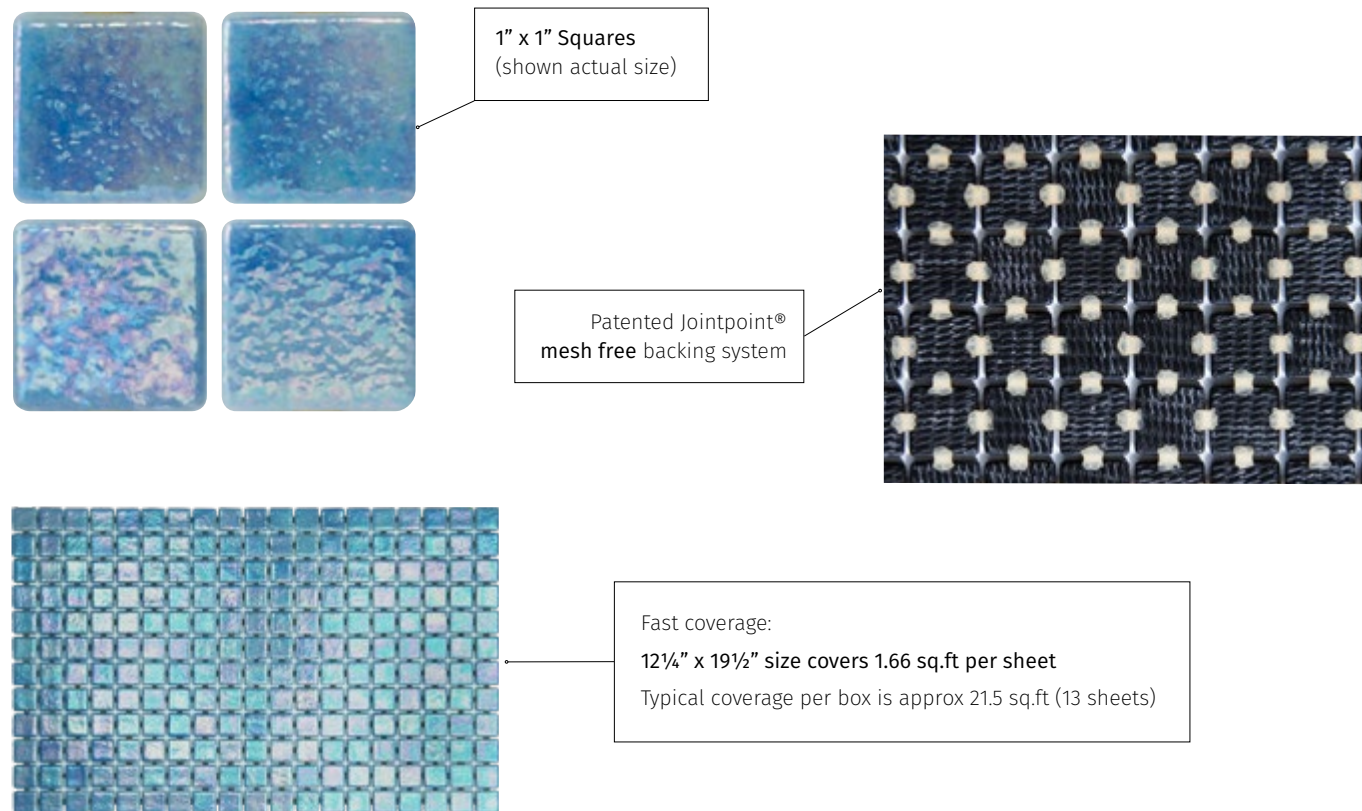 1” x 1” Squares
(shown actual size)
Patented Jointpoint®
mesh free backing system
Fast coverage:
12¼” x 19½” size covers 1.66 sq.ft per sheet
Typical coverage per box is approx 21.5 sq.ft (13 sheets)